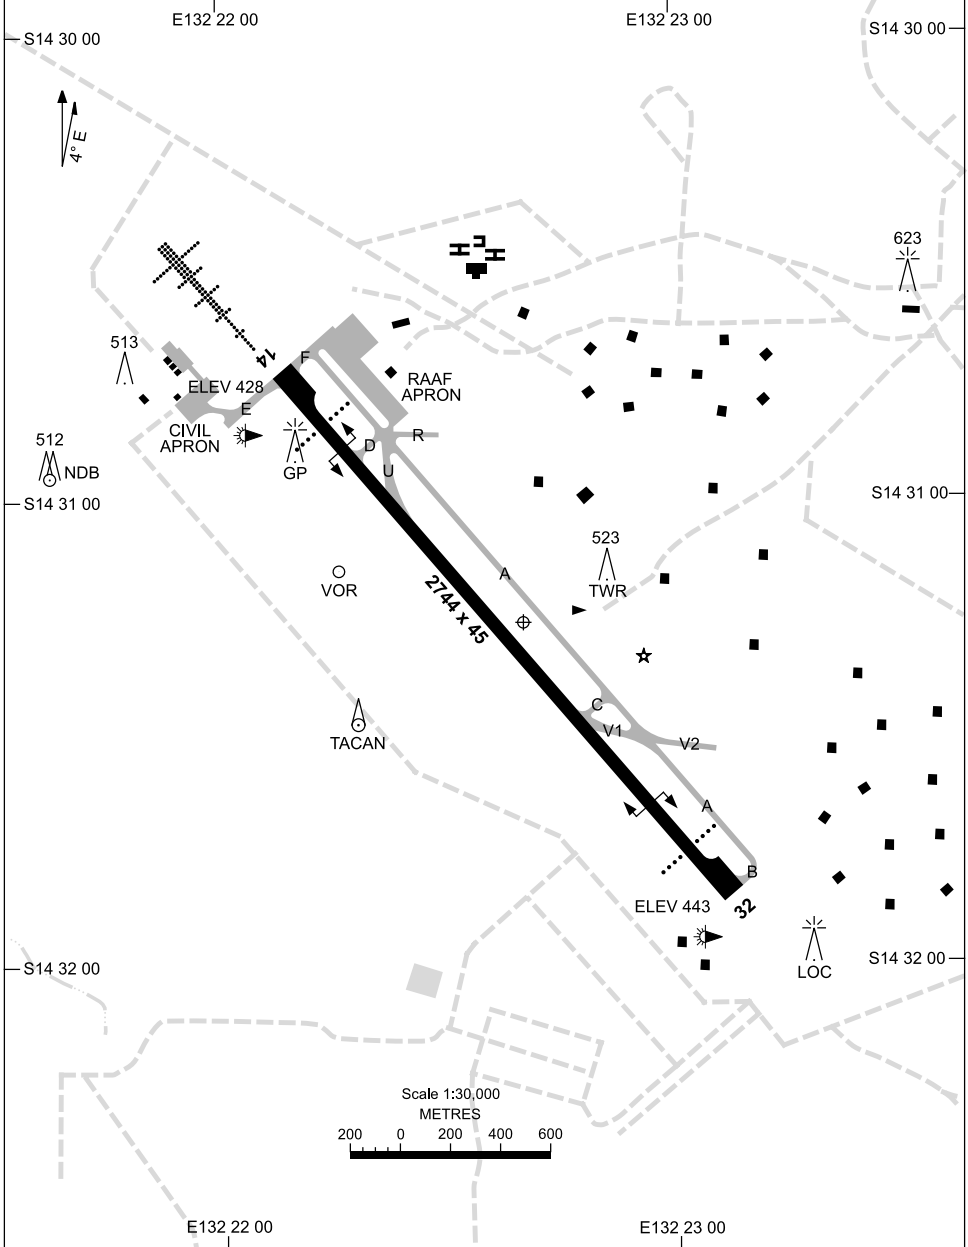 E132 22 00
E132 23 00
S14 30 00
S14 30 00
4° E
623
513
14
F
ELEV 428
RAAF
APRON
E
CIVIL
APRON
R
D
512
NDB
GP
U
S14 31 00
S14 31 00
523
A
TWR
VOR
2744 x 45
C
V1
V2
TACAN
A
B
ELEV 443
32
S14 32 00
S14 32 00
LOC
Scale 1:30,000
METRES
200 0 200 400 600
E132 22 00
E132 23 00